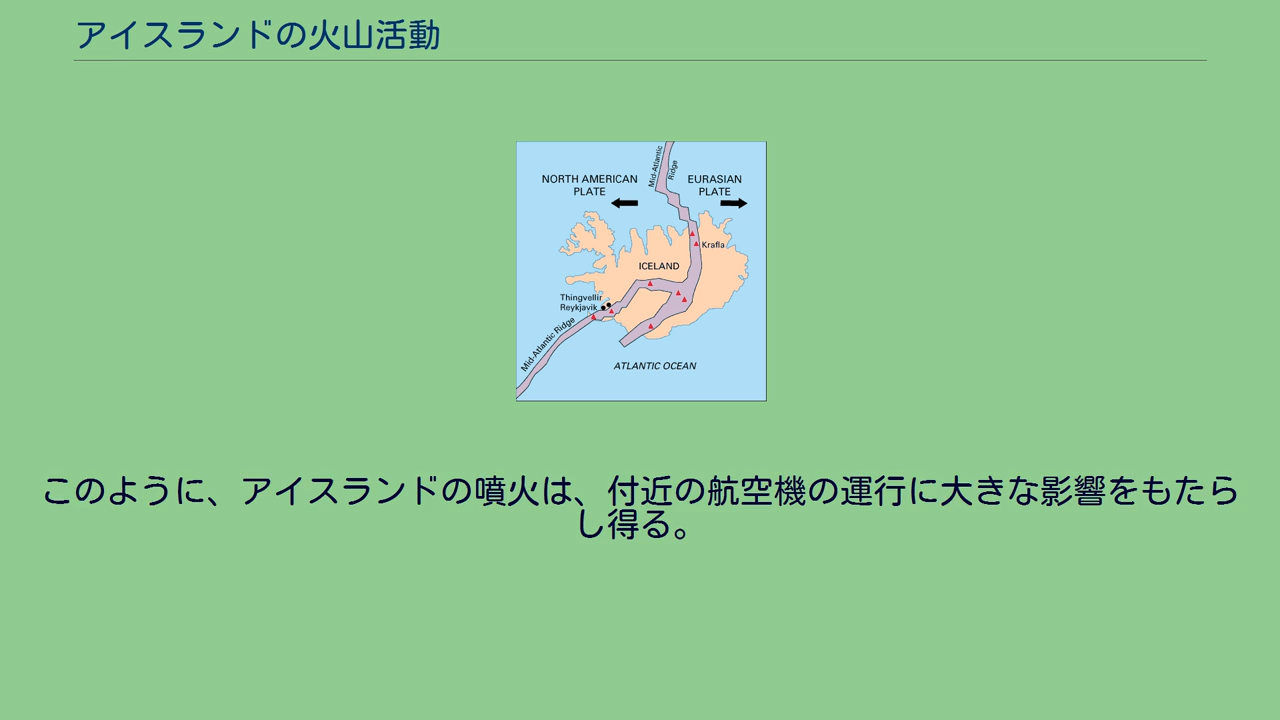 アイスランドの火山活動
Mid-Atlantic
Ridge
NORTH AMERICAN
PLATE
EURASIAN
PLATE
Krafla
ICELAND
Thingvellir
Reykjavik
Mid-Atlantic Ridge
ATLANTIC OCEAN
このように、アイスランドの噴火は、付近の航空機の運行に大きな影響をもたら
し得る。